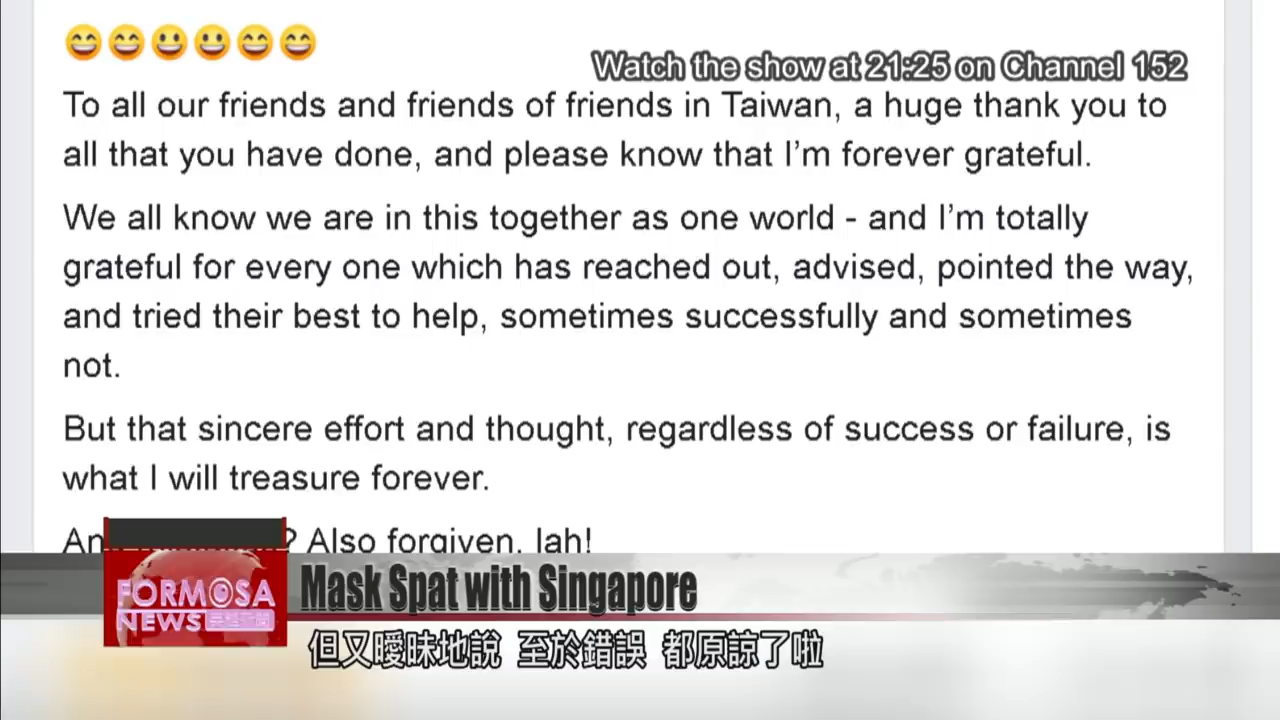 Watch the show at 21:25 on Channel 152
To all our friends and friends of friends in Taiwan, a huge thank you to
all that you have done, and please know that I’m forever grateful.
We all know we are in this together as one world - and I’m totally
grateful for every one which has reached out, advised, pointed the way,
and tried their best to help, sometimes successfully and sometimes
not.
But that sincere effort and thought, regardless of success or failure, is
what I will treasure forever.
? Also forgiven, lah!
FORMOSA
NEWS
Mask Spat with Singapore
但又曖昧地說 至於錯誤 都原諒了啦